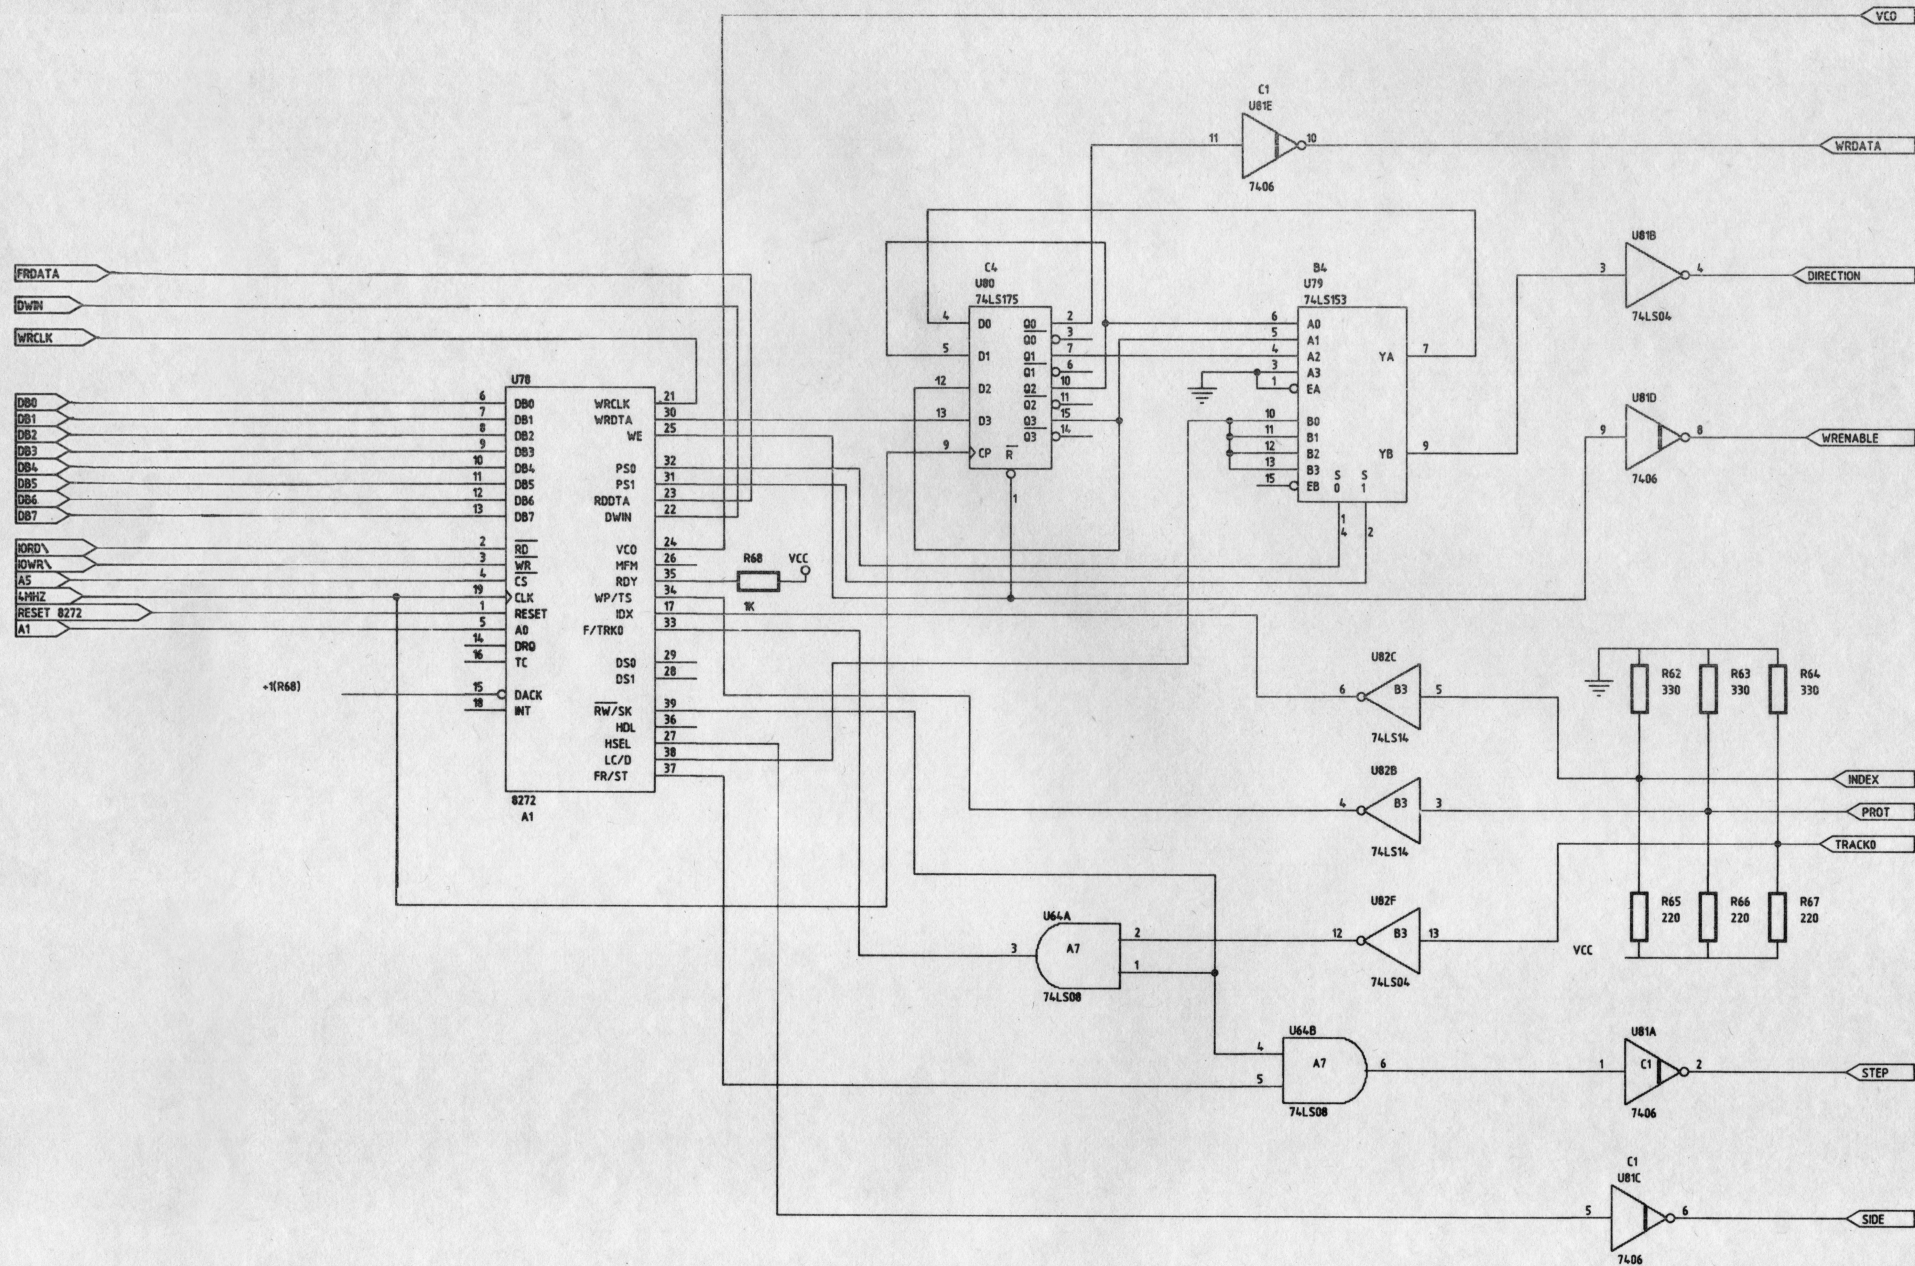 VCO
C1
U81E
11
10
7406
WRDATA
U81B
3
4
74LS04
DIRECTION
FRDATA
DWIN
WRCLK
C4
U80
74LS175
4 D0 Q0 2
Q0 3
5 D1 Q1 7
Q1 6
12 D2 Q2 10
Q2 11
13 D3 Q3 15
Q3 14
9 CP R
1
B4
U79
74LS153
6 A0
5 A1
4 A2 YA 7
3 A3
1 EA
10 B0
11 B1
12 B2 YB 9
13 B3
15 EB
S 0
S 1
1 4
2
U81D
9
8
7406
WRENABLE
U78
DB0 6 DB0 WRCLK 21
DB1 7 DB1 WRDTA 30
DB2 8 DB2 WE 25
DB3 9 DB3
DB4 10 DB4 PS0 32
DB5 11 DB5 PS1 31
DB6 12 DB6 RDDTA 23
DB7 13 DB7 DWIN 22
IORD\ 2 RD VCO 24
IOWR\ 3 WR MFM 26
A5 4 CS RDY 35
4MHZ 19 CLK WP/TS 34
RESET 8272 1 RESET IDX 17
A1 5 A0 F/TRK0 33
14 DRQ
16 TC DS0 29
DS1 28
+1(R68) 15 DACK
18 INT RW/SK 39
HDL 36
HSEL 27
LC/D 38
FR/ST 37
8272
A1
R68
VCC
1K
U82C
6 B3 5
74LS14
R62
330
R63
330
R64
330
INDEX
U82B
4 B3 3
74LS14
PROT
TRACK0
U82F
12 B3 13
74LS04
R65
220
R66
220
R67
220
VCC
U64A
3 A7 2
1
74LS08
U64B
4
A7 6
5
74LS08
U81A
1 C1 2
7406
STEP
C1
U81C
5
6
7406
SIDE